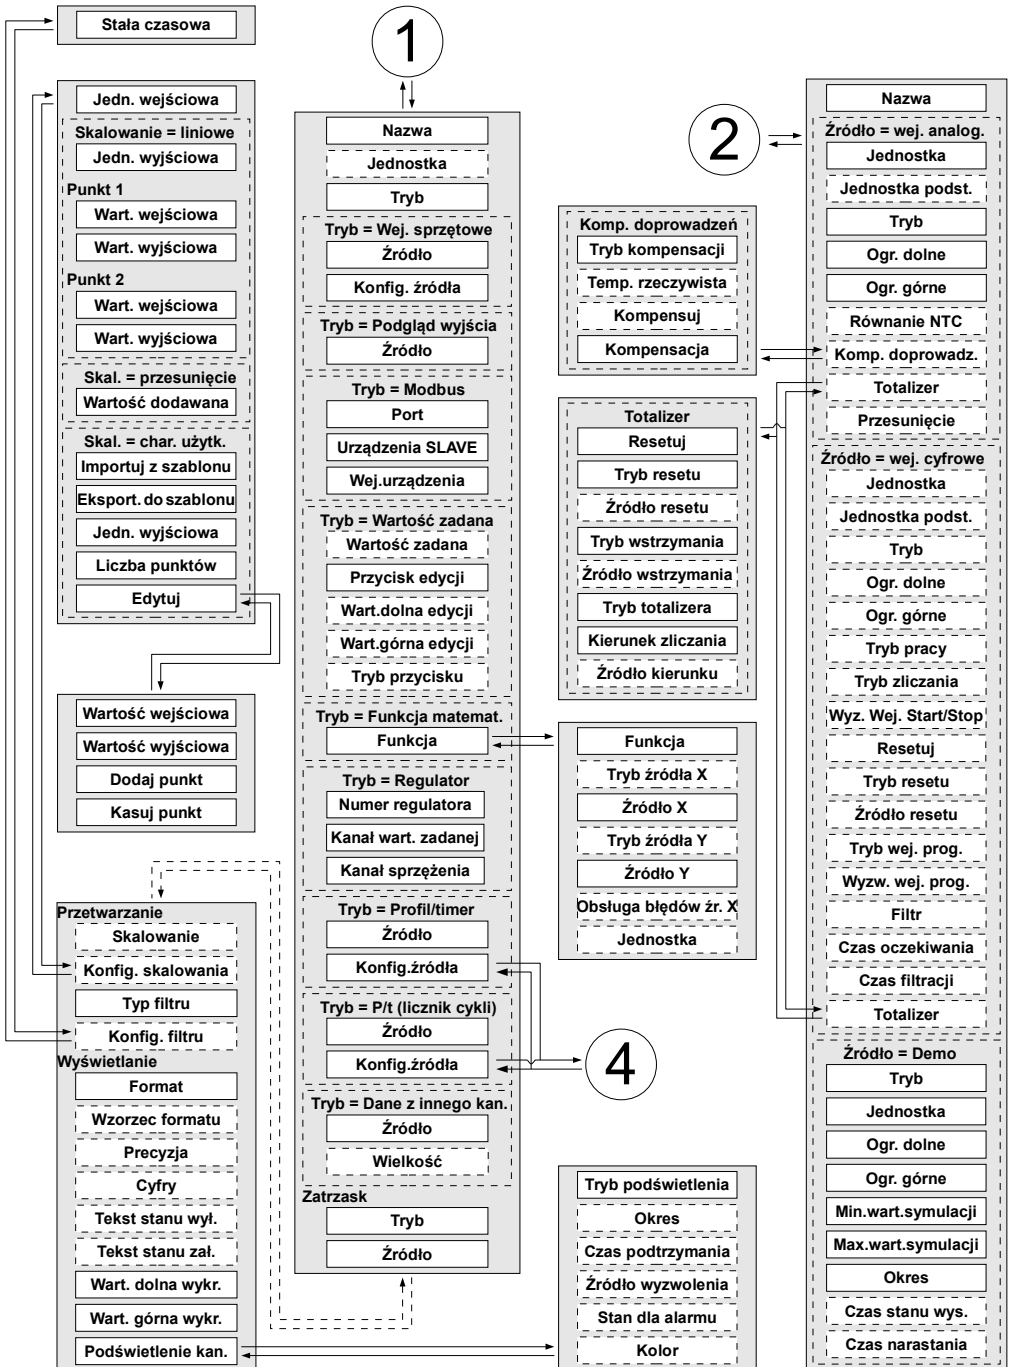 Stała czasowa
Jedn. wejściowa
Skalowanie = liniowe
Jedn. wyjściowa
Punkt 1
Wart. wejściowa
Wart. wyjściowa
Punkt 2
Wart. wejściowa
Wart. wyjściowa
Skal. = przesunięcie
Wartość dodawana
Skal. = char. użytk.
Importuj z szablonu
Eksport. do szablonu
Jedn. wyjściowa
Liczba punktów
Edytuj
Wartość wejściowa
Wartość wyjściowa
Dodaj punkt
Kasuj punkt
Przetwarzanie
Skalowanie
Konfig. skalowania
Typ filtru
Konfig. filtru
Wyświetlanie
Format
Wzorzec formatu
Precyzja
Cyfry
Tekst stanu wył.
Tekst stanu zał.
Wart. dolna wykr.
Wart. górna wykr.
Podświetlenie kan.
1
Nazwa
Jednostka
Tryb
Tryb = Wej. sprzętowe
Źródło
Konfig. źródła
Tryb = Podgląd wyjścia
Źródło
Tryb = Modbus
Port
Urządzenia SLAVE
Wej.urządzenia
Tryb = Wartość zadana
Wartość zadana
Przycisk edycji
Wart.dolna edycji
Wart.górna edycji
Tryb przycisku
Tryb = Funkcja matemat.
Funkcja
Tryb = Regulator
Numer regulatora
Kanał wart. zadanej
Kanał sprzężenia
Tryb = Profil/timer
Źródło
Konfig.źródła
Tryb = P/t (licznik cykli)
Źródło
Konfig.źródła
Tryb = Dane z innego kan.
Źródło
Wielkość
Zatrzask
Tryb
Źródło
2
Komp. doprowadzeń
Tryb kompensacji
Temp. rzeczywista
Kompensuj
Kompensacja
Totalizer
Resetuj
Tryb resetu
Źródło resetu
Tryb wstrzymania
Źródło wstrzymania
Tryb totalizera
Kierunek zliczania
Źródło kierunku
Funkcja
Tryb źródła X
Źródło X
Tryb źródła Y
Źródło Y
Obsługa błędów źr. X
Jednostka
4
Tryb podświetlenia
Okres
Czas podtrzymania
Źródło wyzwolenia
Stan dla alarmu
Kolor
Nazwa
Źródło = wej. analog.
Jednostka
Jednostka podst.
Tryb
Ogr. dolne
Ogr. górne
Równanie NTC
Komp. doprowadz.
Totalizer
Przesunięcie
Źródło = wej. cyfrowe
Jednostka
Jednostka podst.
Tryb
Ogr. dolne
Ogr. górne
Tryb pracy
Tryb zliczania
Wyz. Wej. Start/Stop
Resetuj
Tryb resetu
Źródło resetu
Tryb wej. prog.
Wyzw. wej. prog.
Filtr
Czas oczekiwania
Czas filtracji
Totalizer
Źródło = Demo
Tryb
Jednostka
Ogr. dolne
Ogr. górne
Min.wart.symulacji
Max.wart.symulacji
Okres
Czas stanu wys.
Czas narastania